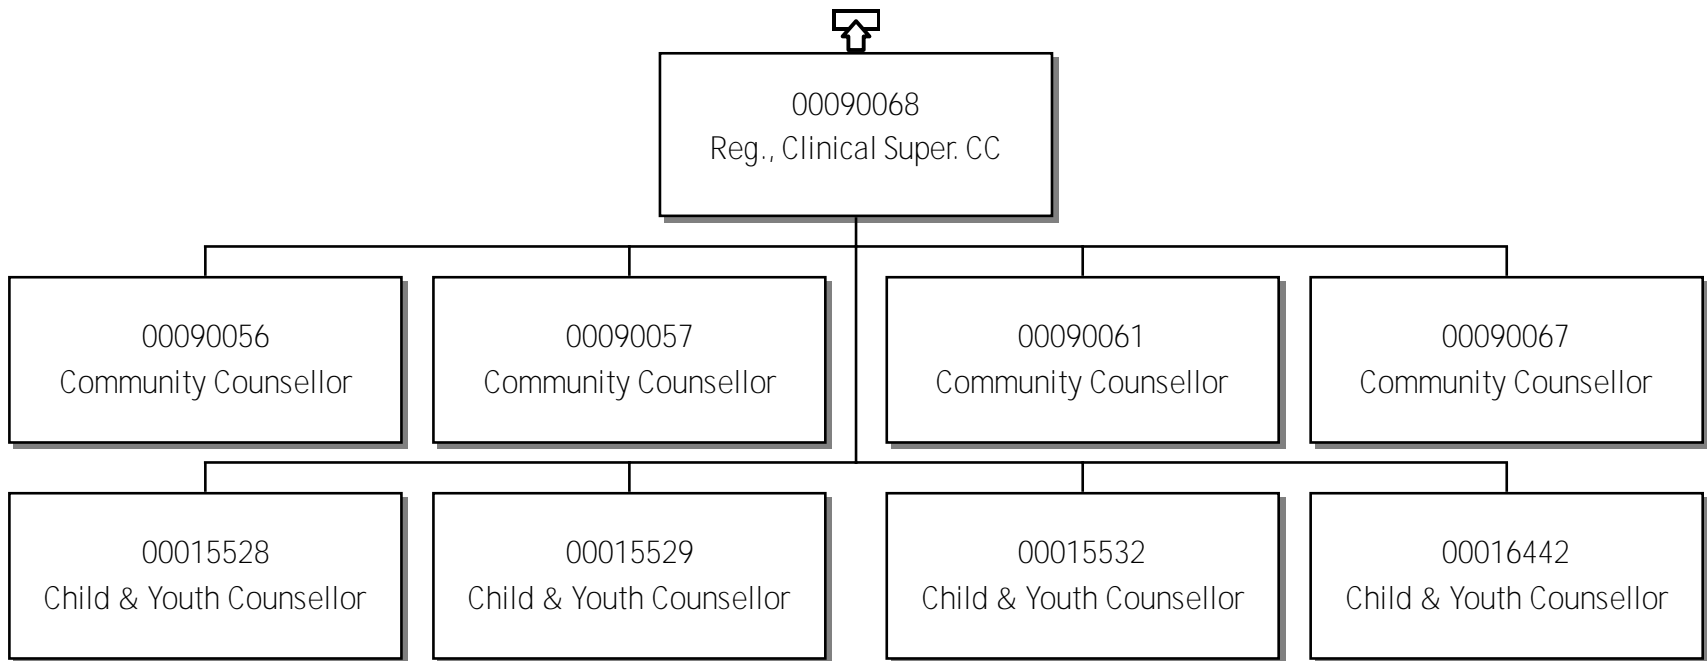 00090068
Reg., Clinical Super. CC
00090056
Community Counsellor
00090057
Community Counsellor
00090061
Community Counsellor
00090067
Community Counsellor
00015528
Child & Youth Counsellor
00015529
Child & Youth Counsellor
00015532
Child & Youth Counsellor
00016442
Child & Youth Counsellor